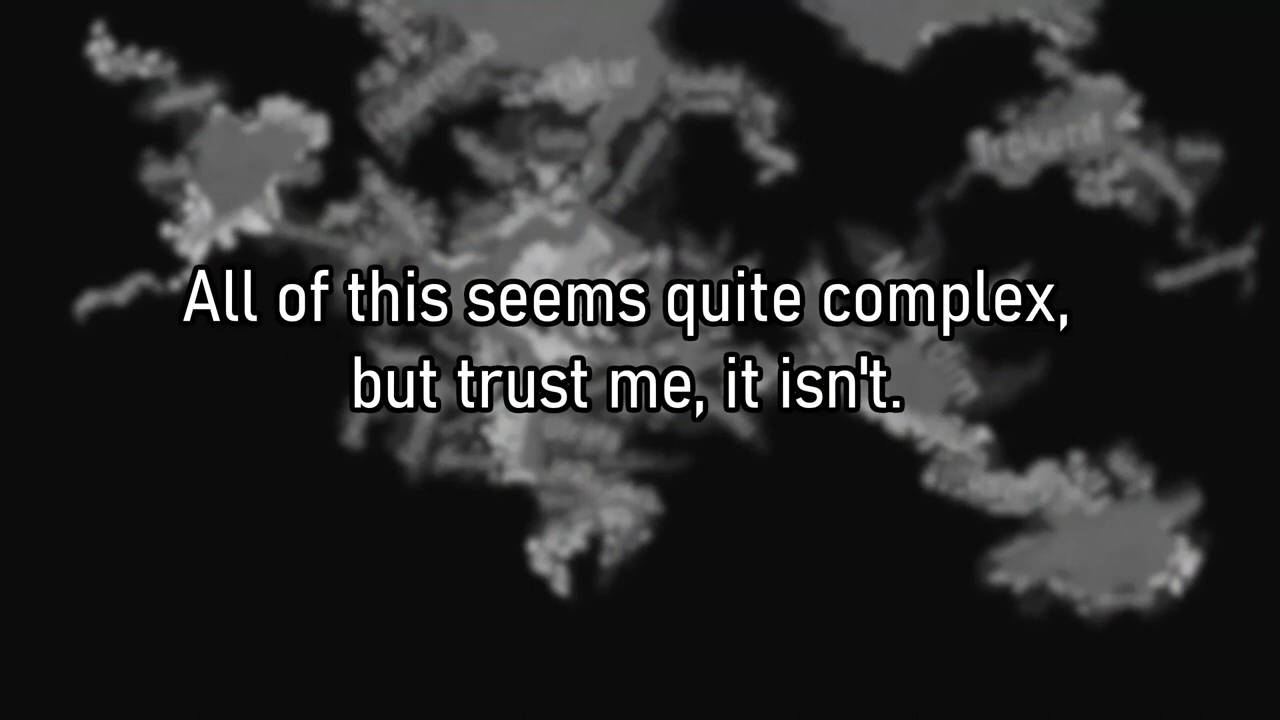 All of this seems quite complex,
but trust me, it isn't.